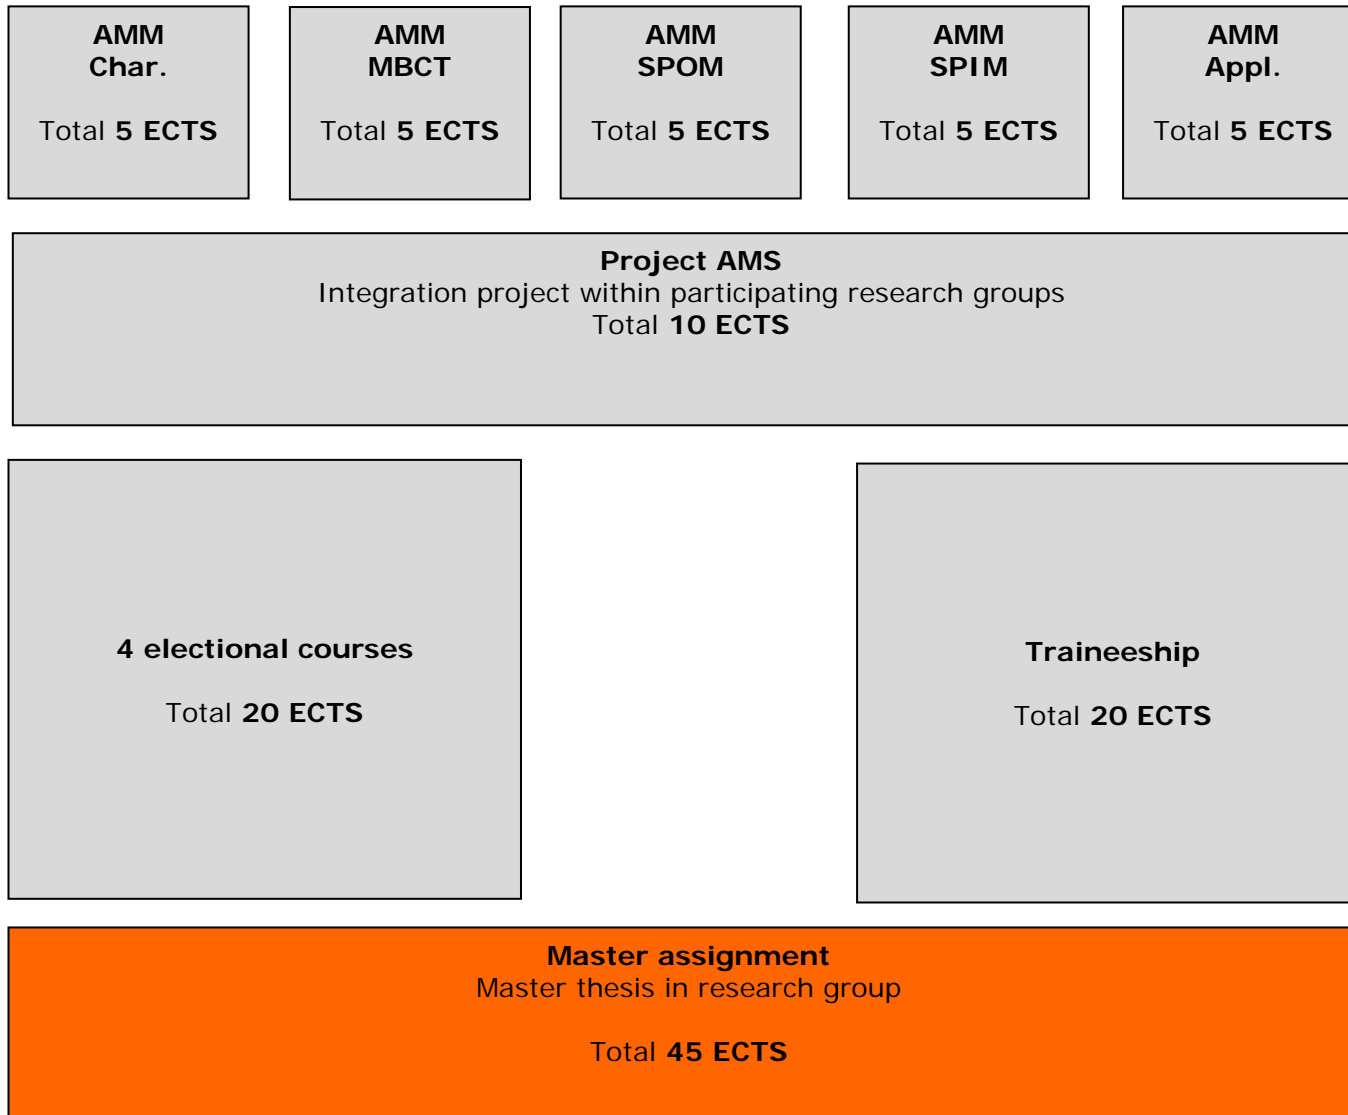 AMM
Char.
Total 5 ECTS
AMM
MBCT
Total 5 ECTS
AMM
SPOM
Total 5 ECTS
AMM
SPIM
Total 5 ECTS
AMM
Appl.
Total 5 ECTS
Project AMS
Integration project within participating research groups
Total 10 ECTS
4 electional courses
Total 20 ECTS
Traineeship
Total 20 ECTS
Master assignment
Master thesis in research group
Total 45 ECTS